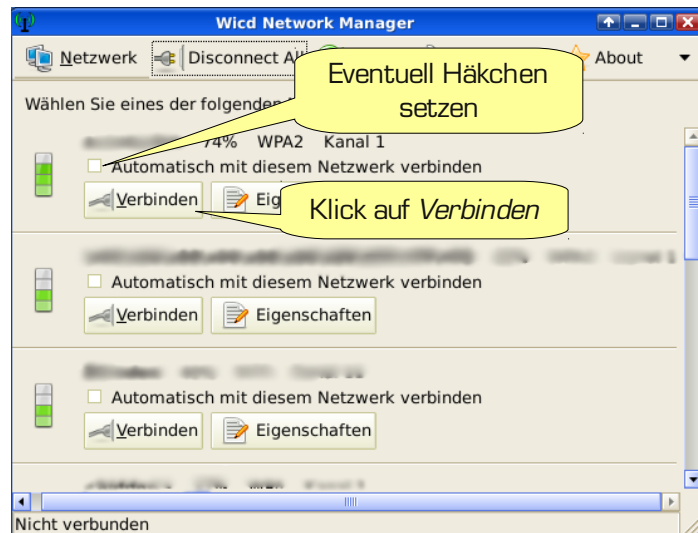 Wicd Network Manager
Netzwerk Disconnect Al About
Eventuell Häkchen
setzen
Wählen Sie eines der folgenden
74% WPA2 Kanal 1
Automatisch mit diesem Netzwerk verbinden
Verbinden Eig
Klick auf Verbinden
Automatisch mit diesem Netzwerk verbinden
Verbinden Eigenschaften
Automatisch mit diesem Netzwerk verbinden
Verbinden Eigenschaften
Nicht verbunden